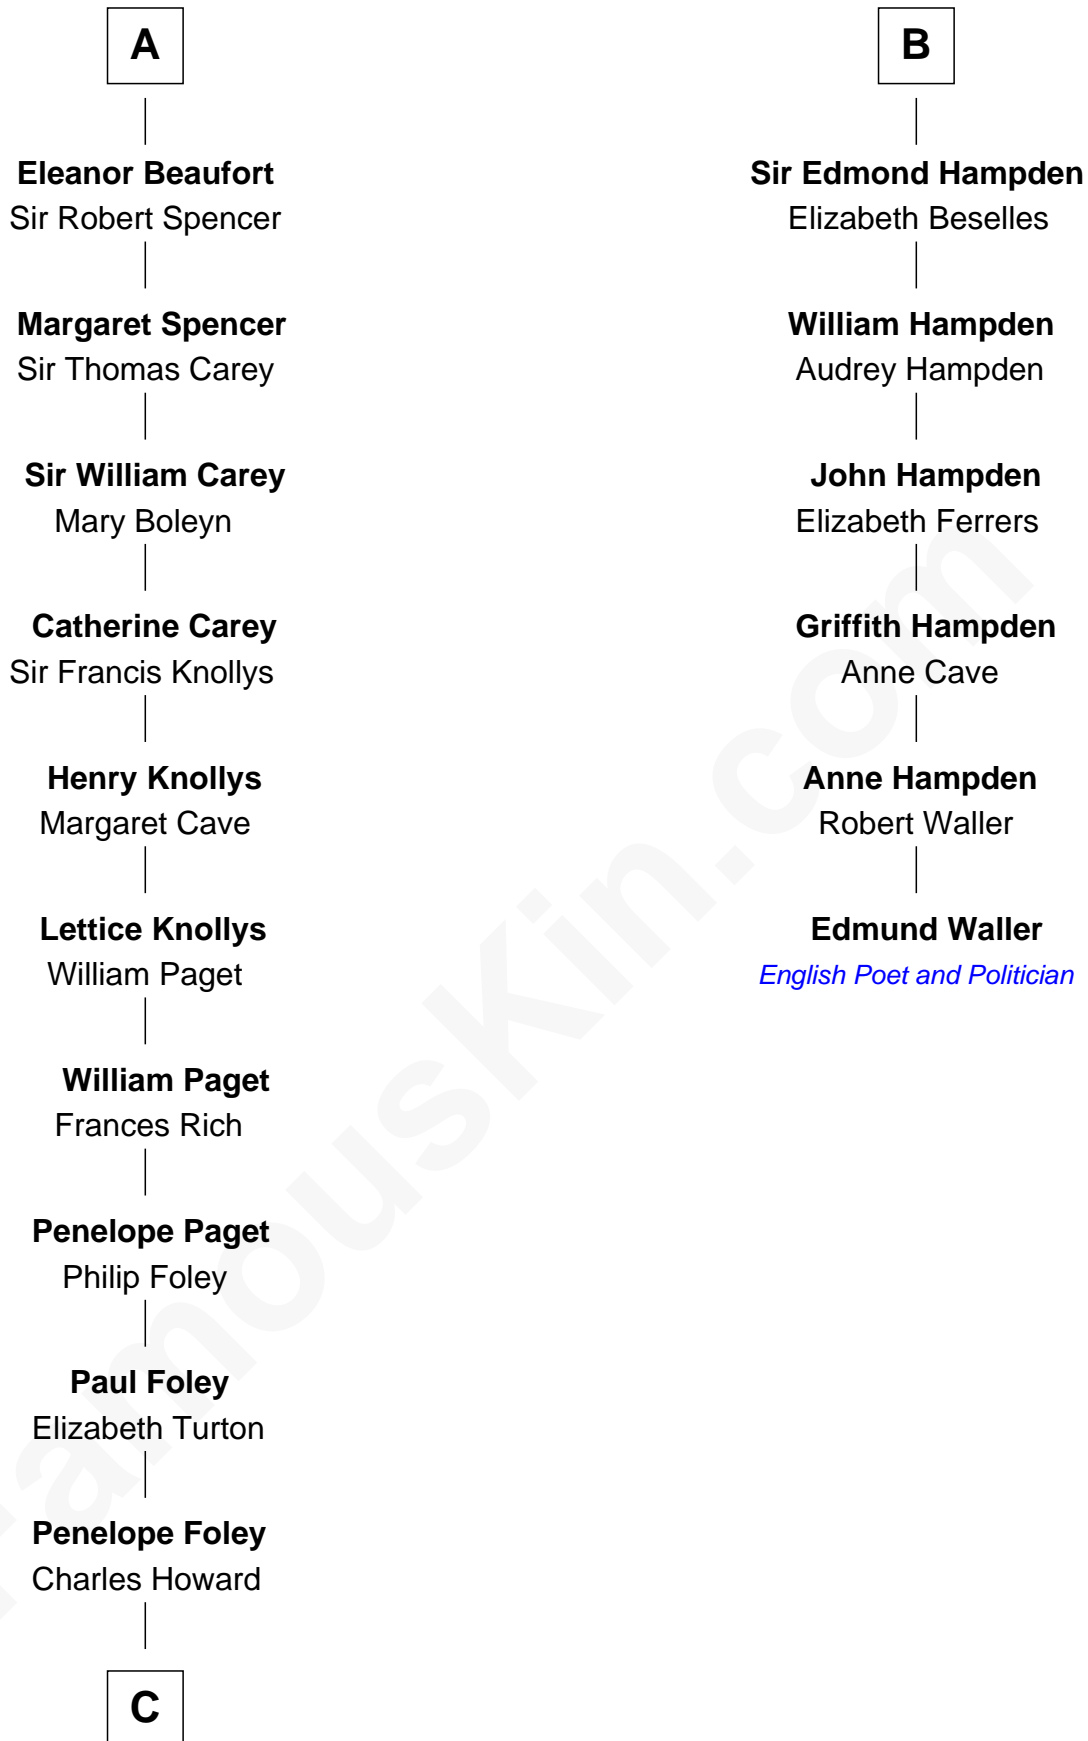 A
Eleanor Beaufort
Sir Robert Spencer
Margaret Spencer
Sir Thomas Carey
Sir William Carey
Mary Boleyn
Catherine Carey
Sir Francis Knollys
Henry Knollys
Margaret Cave
Lettice Knollys
William Paget
William Paget
Frances Rich
Penelope Paget
Philip Foley
Paul Foley
Elizabeth Turton
Penelope Foley
Charles Howard
C
B
Sir Edmond Hampden
Elizabeth Beselles
William Hampden
Audrey Hampden
John Hampden
Elizabeth Ferrers
Griffith Hampden
Anne Cave
Anne Hampden
Robert Waller
Edmund Waller
English Poet and Politician
FamousKin.com